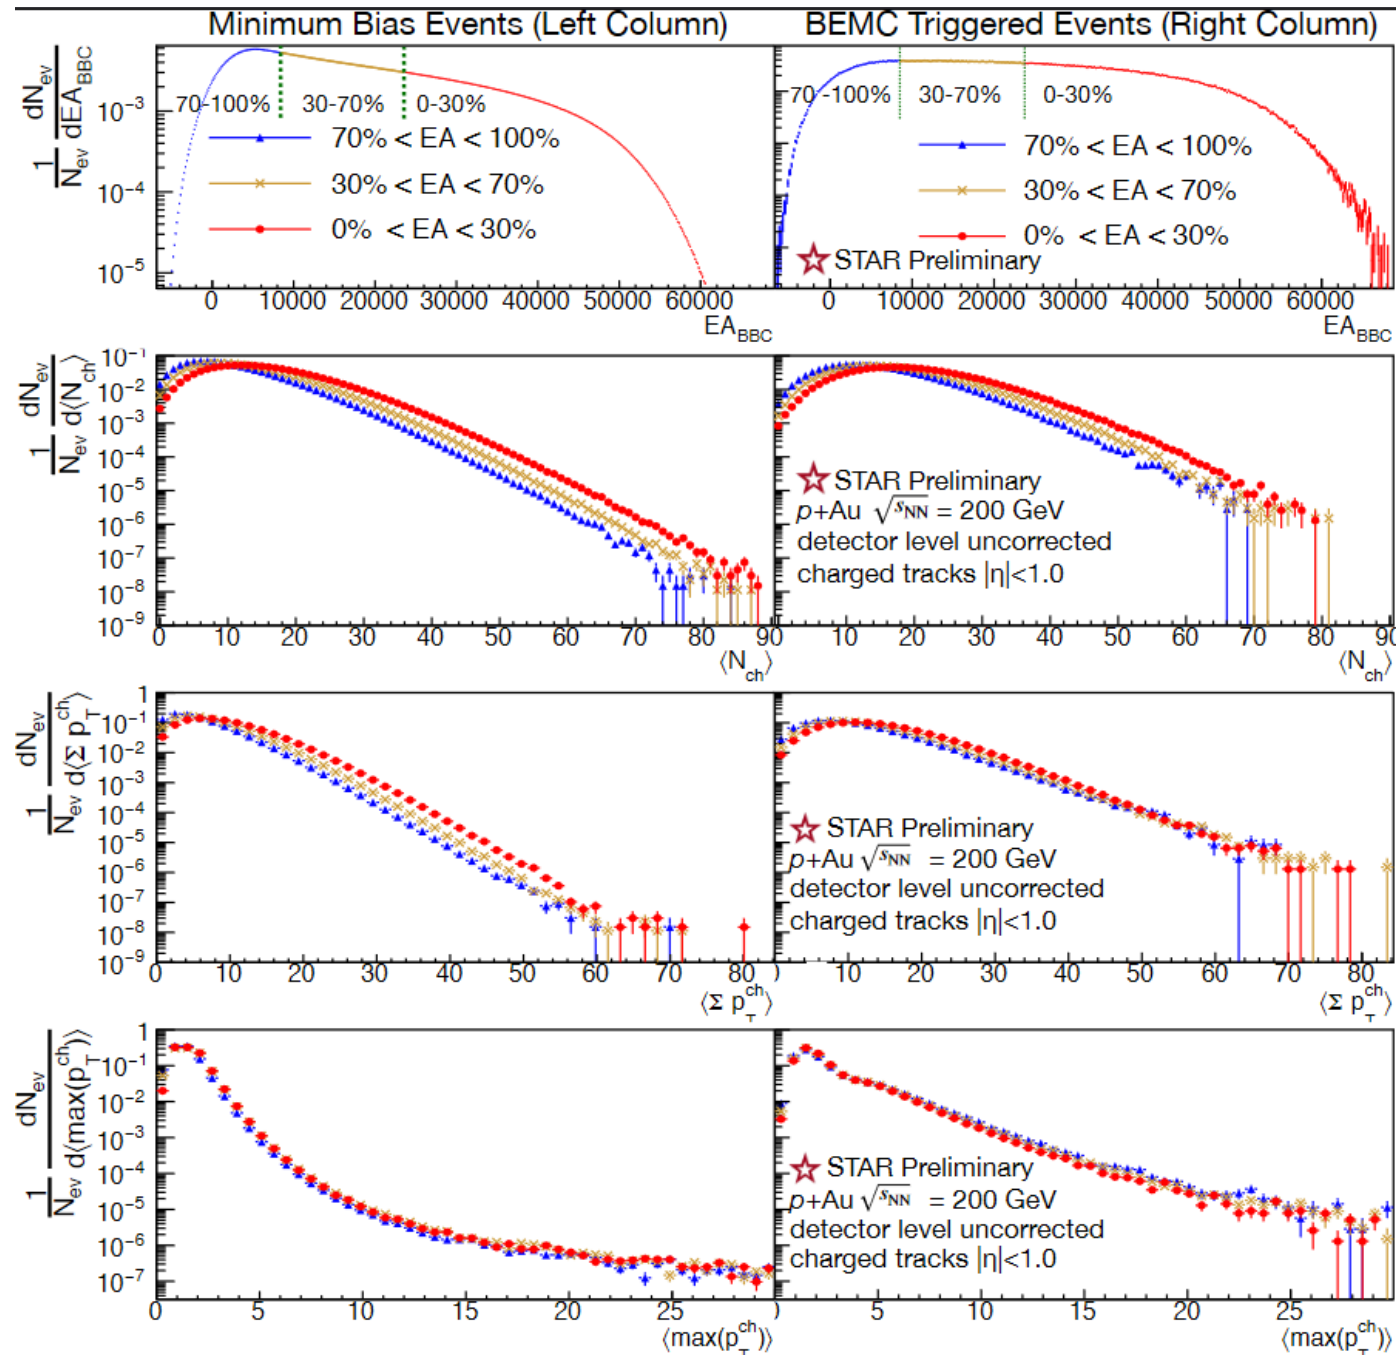 Minimum Bias Events (Left Column)
BEMC Triggered Events (Right Column)
1/N_ev dN_ev/dEA_BBC
10^−3
10^−4
10^−5
70-100%
30-70%
0-30%
70% < EA < 100%
30% < EA < 70%
0% < EA < 30%
0 10000 20000 30000 40000 50000 60000
EA_BBC
70 -100%
30-70%
0-30%
70% < EA < 100%
30% < EA < 70%
0% < EA < 30%
STAR Preliminary
0 10000 20000 30000 40000 50000 60000
EA_BBC
1/N_ev dN_ev/d⟨N_ch⟩
10^−1
10^−2
10^−3
10^−4
10^−5
10^−6
10^−7
10^−8
10^−9
0 10 20 30 40 50 60 70 80 90
⟨N_ch⟩
STAR Preliminary
p+Au √s_NN = 200 GeV
detector level uncorrected
charged tracks |η|<1.0
10 20 30 40 50 60 70 80 90
⟨N_ch⟩
1/N_ev dN_ev/d⟨Σ p_T^ch⟩
1
10^−1
10^−2
10^−3
10^−4
10^−5
10^−6
10^−7
10^−8
10^−9
0 10 20 30 40 50 60 70 80
⟨Σ p_T^ch⟩
STAR Preliminary
p+Au √s_NN = 200 GeV
detector level uncorrected
charged tracks |η|<1.0
10 20 30 40 50 60 70 80
⟨Σ p_T^ch⟩
1/N_ev dN_ev/d⟨max(p_T^ch)⟩
1
10^−1
10^−2
10^−3
10^−4
10^−5
10^−6
10^−7
0 5 10 15 20 25
⟨max(p_T^ch)⟩
STAR Preliminary
p+Au √s_NN = 200 GeV
detector level uncorrected
charged tracks |η|<1.0
5 10 15 20 25
⟨max(p_T^ch)⟩